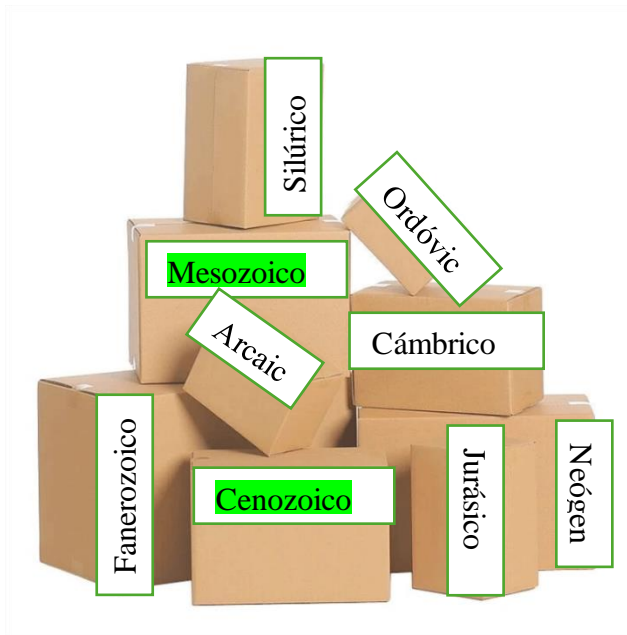 Silúrico
Ordóvic
Mesozoico
Arcaic
Cámbrico
Fanerozoico
Cenozoico
Jurásico
Neógen